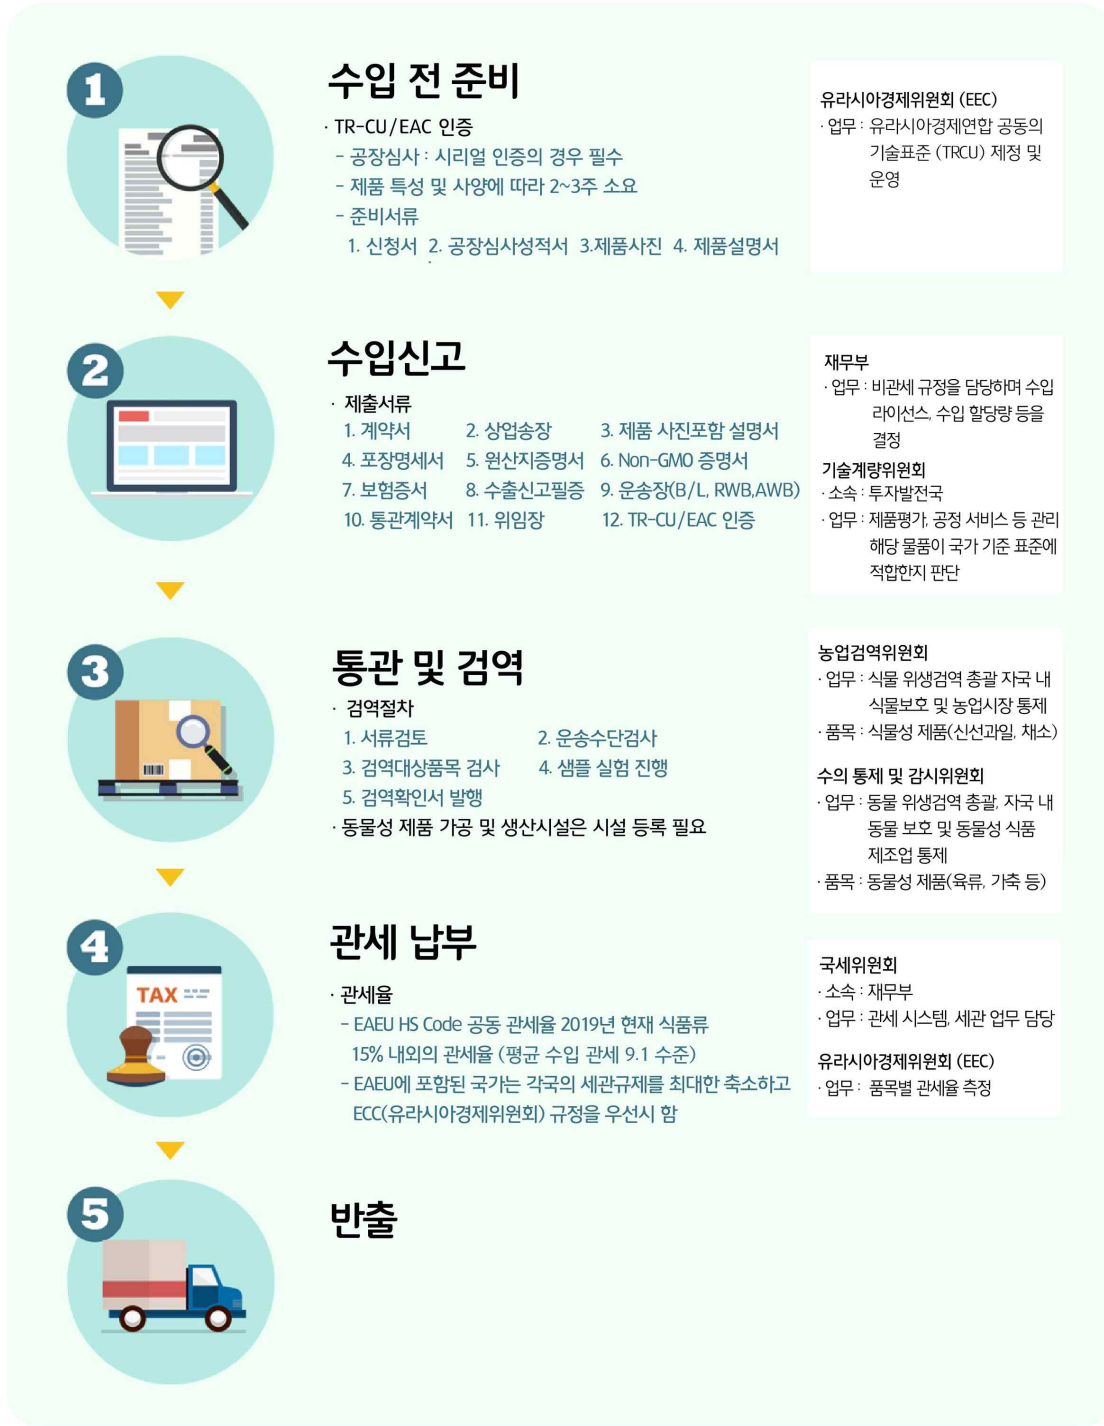 1
수입 전 준비
· TR-CU/EAC 인증
- 공장심사 : 시리얼 인증의 경우 필수
- 제품 특성 및 사양에 따라 2~3주 소요
- 준비서류
1. 신청서 2. 공장심사성적서 3.제품사진 4. 제품설명서
유라시아경제위원회 (EEC)
· 업무 : 유라시아경제연합 공동의
기술표준 (TRCU) 제정 및
운영
2
수입신고
· 제출서류
1. 계약서 2. 상업송장 3. 제품 사진포함 설명서
4. 포장명세서 5. 원산지증명서 6. Non-GMO 증명서
7. 보험증서 8. 수출신고필증 9. 운송장(B/L, RWB,AWB)
10. 통관계약서 11. 위임장 12. TR-CU/EAC 인증
재무부
· 업무 : 비관세 규정을 담당하며 수입
라이선스, 수입 할당량 등을
결정
기술계량위원회
· 소속 : 투자발전국
· 업무 : 제품평가, 공정 서비스 등 관리
해당 물품이 국가 기준 표준에
적합한지 판단
3
통관 및 검역
· 검역절차
1. 서류검토 2. 운송수단검사
3. 검역대상품목 검사 4. 샘플 실험 진행
5. 검역확인서 발행
· 동물성 제품 가공 및 생산시설은 시설 등록 필요
농업검역위원회
· 업무 : 식물 위생검역 총괄 자국 내
식물보호 및 농업시장 통제
· 품목 : 식물성 제품(신선과일, 채소)
수의 통제 및 감시위원회
· 업무 : 동물 위생검역 총괄, 자국 내
동물 보호 및 동물성 식품
제조업 통제
· 품목 : 동물성 제품(육류, 가축 등)
4
TAX
관세 납부
· 관세율
- EAEU HS Code 공동 관세율 2019년 현재 식품류
15% 내외의 관세율 (평균 수입 관세 9.1 수준)
- EAEU에 포함된 국가는 각국의 세관규제를 최대한 축소하고
ECC(유라시아경제위원회) 규정을 우선시 함
국세위원회
· 소속 : 재무부
· 업무 : 관세 시스템, 세관 업무 담당
유라시아경제위원회 (EEC)
· 업무 : 품목별 관세율 측정
5
반출